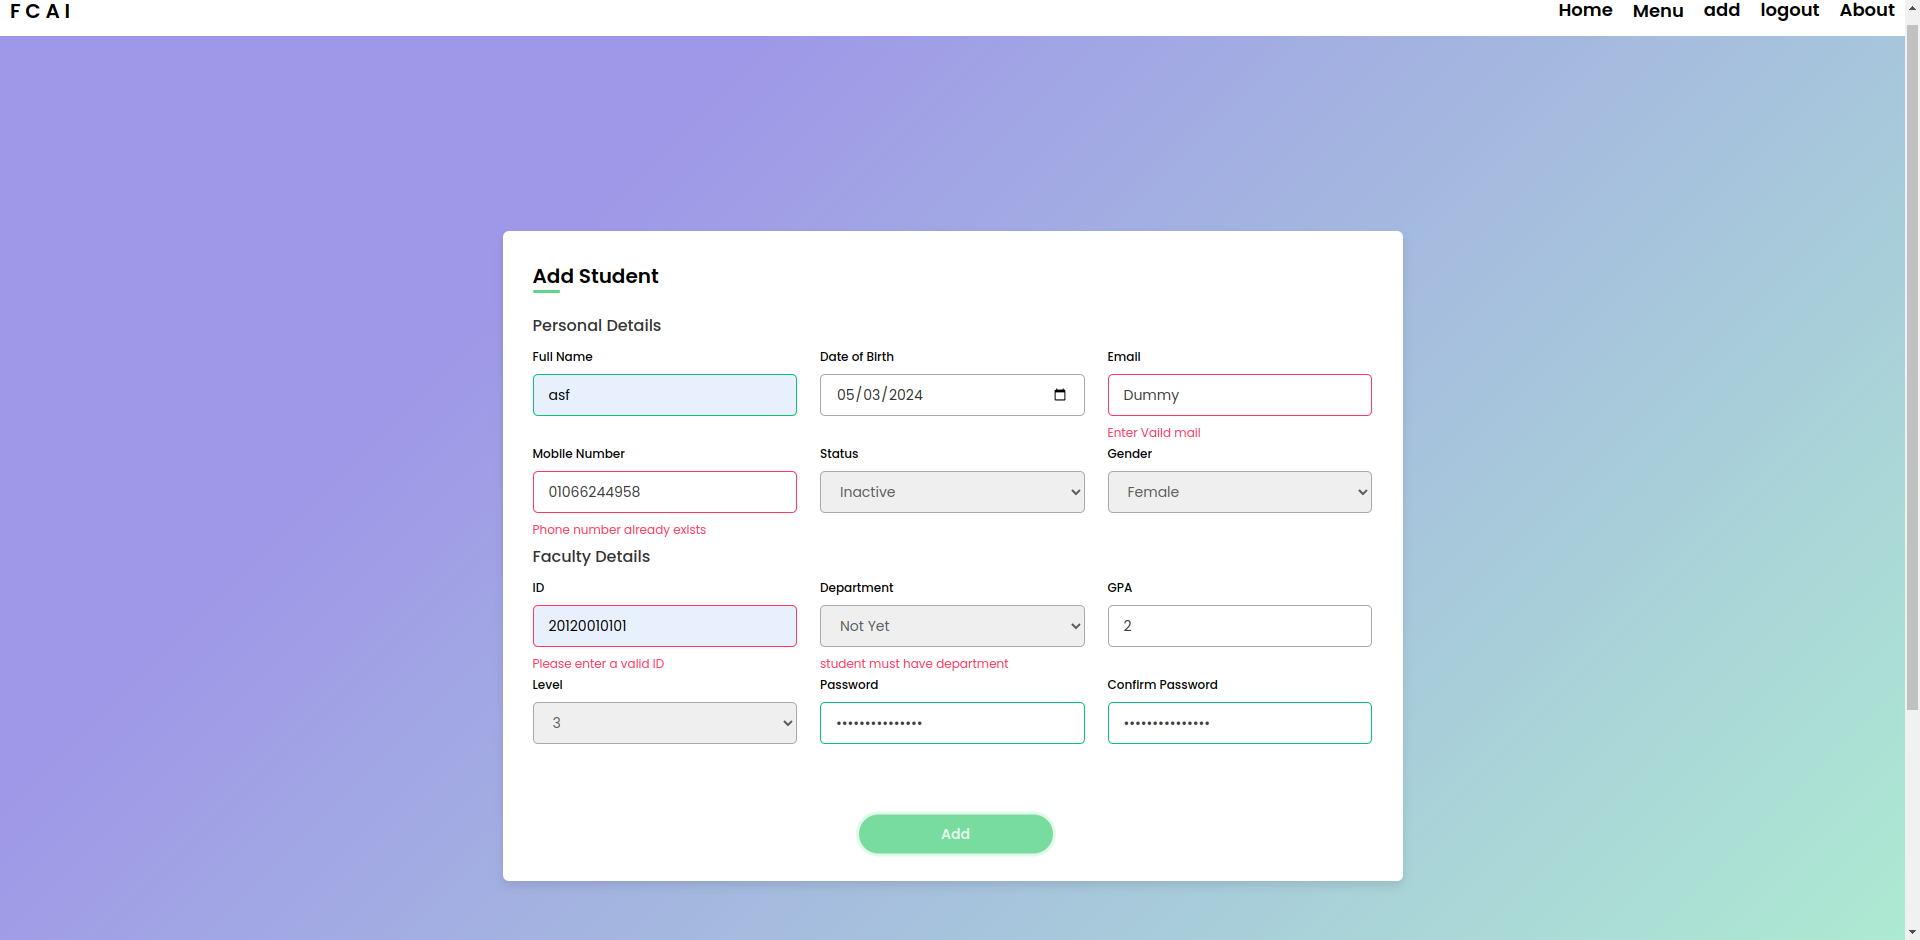 F C A I
Home Menu add logout About
Add Student
Personal Details
Full Name Date of Birth Email
asf 05/03/2024 Dummy
Enter Vaild mail
Mobile Number Status Gender
01066244958 Inactive Female
Phone number already exists
Faculty Details
ID Department GPA
20120010101 Not Yet 2
Please enter a valid ID student must have department
Level Password Confirm Password
3 ••••••••••••••• •••••••••••••••
Add